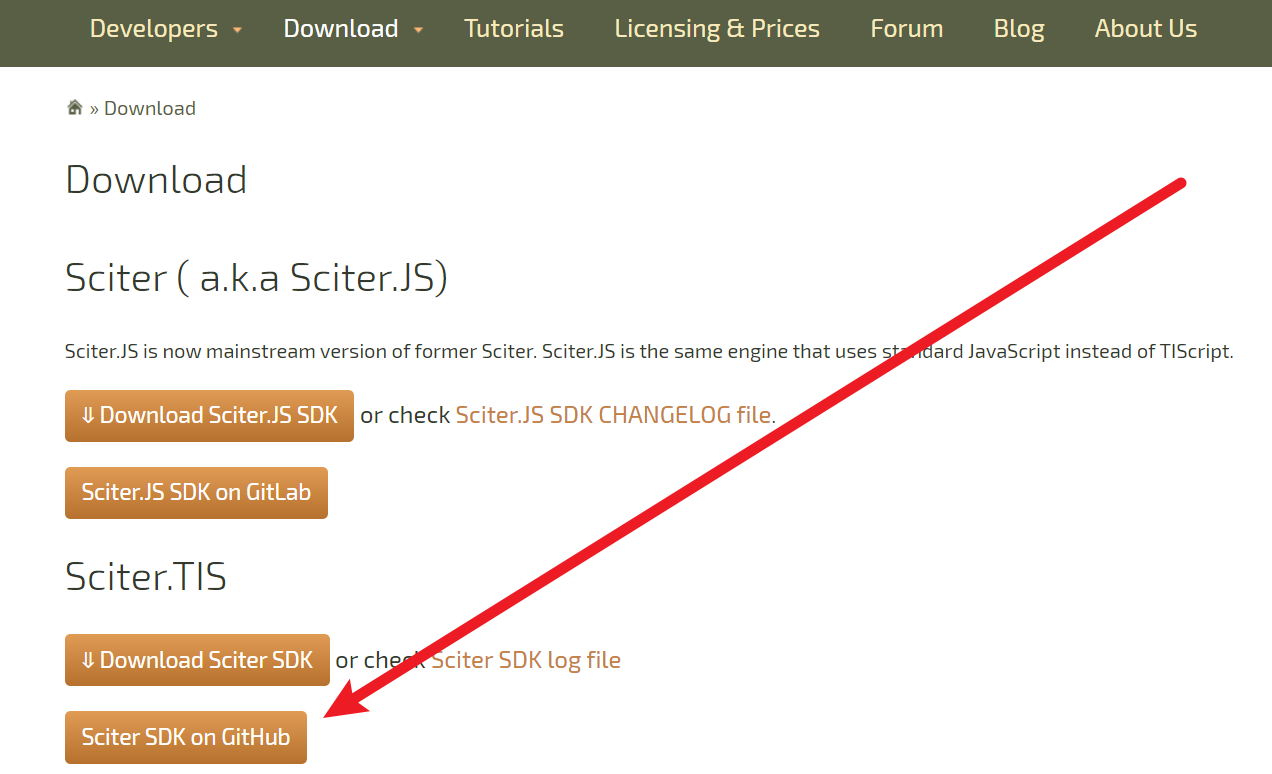 Developers Download Tutorials Licensing & Prices Forum Blog About Us
» Download
Download
Sciter ( a.k.a Sciter.JS)
Sciter.JS is now mainstream version of former Sciter. Sciter.JS is the same engine that uses standard JavaScript instead of TIScript.
⇓ Download Sciter.JS SDK or check Sciter.JS SDK CHANGELOG file.
Sciter.JS SDK on GitLab
Sciter.TIS
⇓ Download Sciter SDK or check Sciter SDK log file
Sciter SDK on GitHub